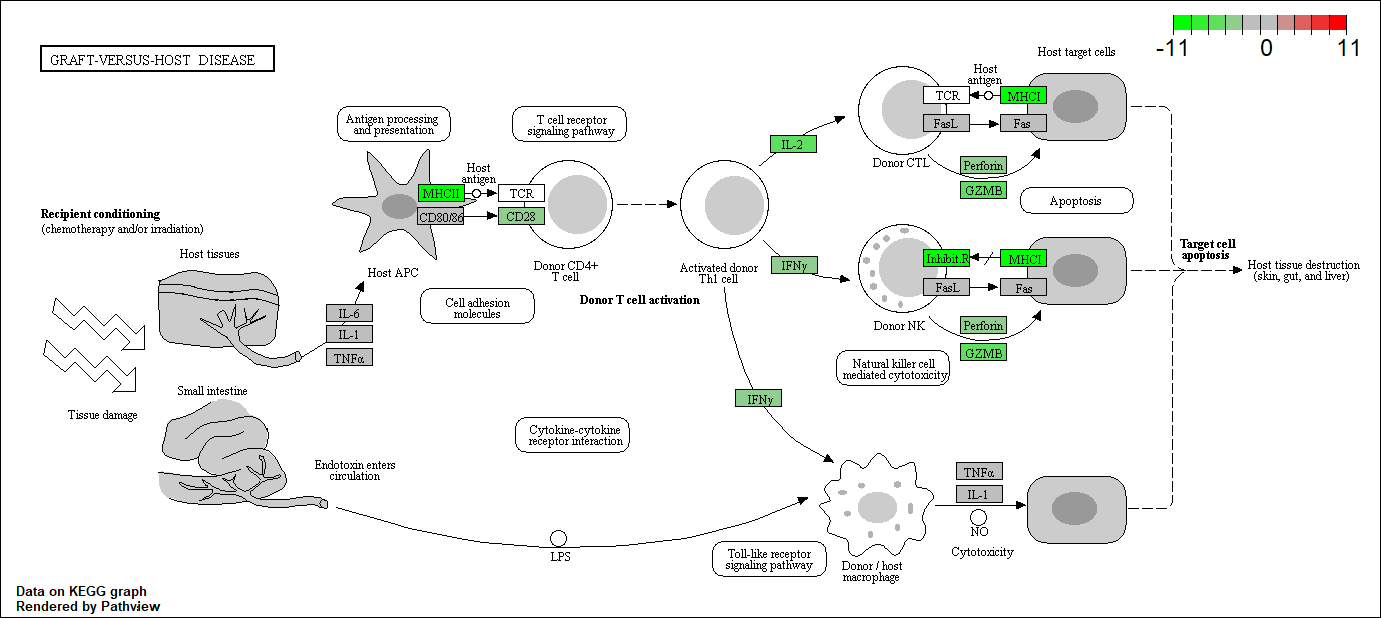 GRAFT-VERSUS-HOST DISEASE
-11 0 11
Host target cells
Host
antigen
TCR
MHCI
FasL
Fas
Donor CTL
Perforin
GZMB
Apoptosis
Antigen processing
and presentation
T cell receptor
signaling pathway
IL-2
Host
antigen
MHCII
TCR
CD80/86
CD28
Recipient conditioning
(chemotherapy and/or irradiation)
Host tissues
Host APC
Donor CD4+
T cell
Activated donor
Th1 cell
IFNγ
Inhibit.R
MHCI
FasL
Fas
Donor NK
Perforin
GZMB
Target cell
apoptosis
Host tissue destruction
(skin, gut, and liver)
Cell adhesion
molecules
Donor T cell activation
IL-6
IL-1
TNFα
Natural killer cell
mediated cytotoxicity
Tissue damage
Small intestine
IFNγ
Cytokine-cytokine
receptor interaction
Endotoxin enters
circulation
TNFα
IL-1
NO
Cytotoxicity
LPS
Toll-like receptor
signaling pathway
Donor / host
macrophage
Data on KEGG graph
Rendered by Pathview